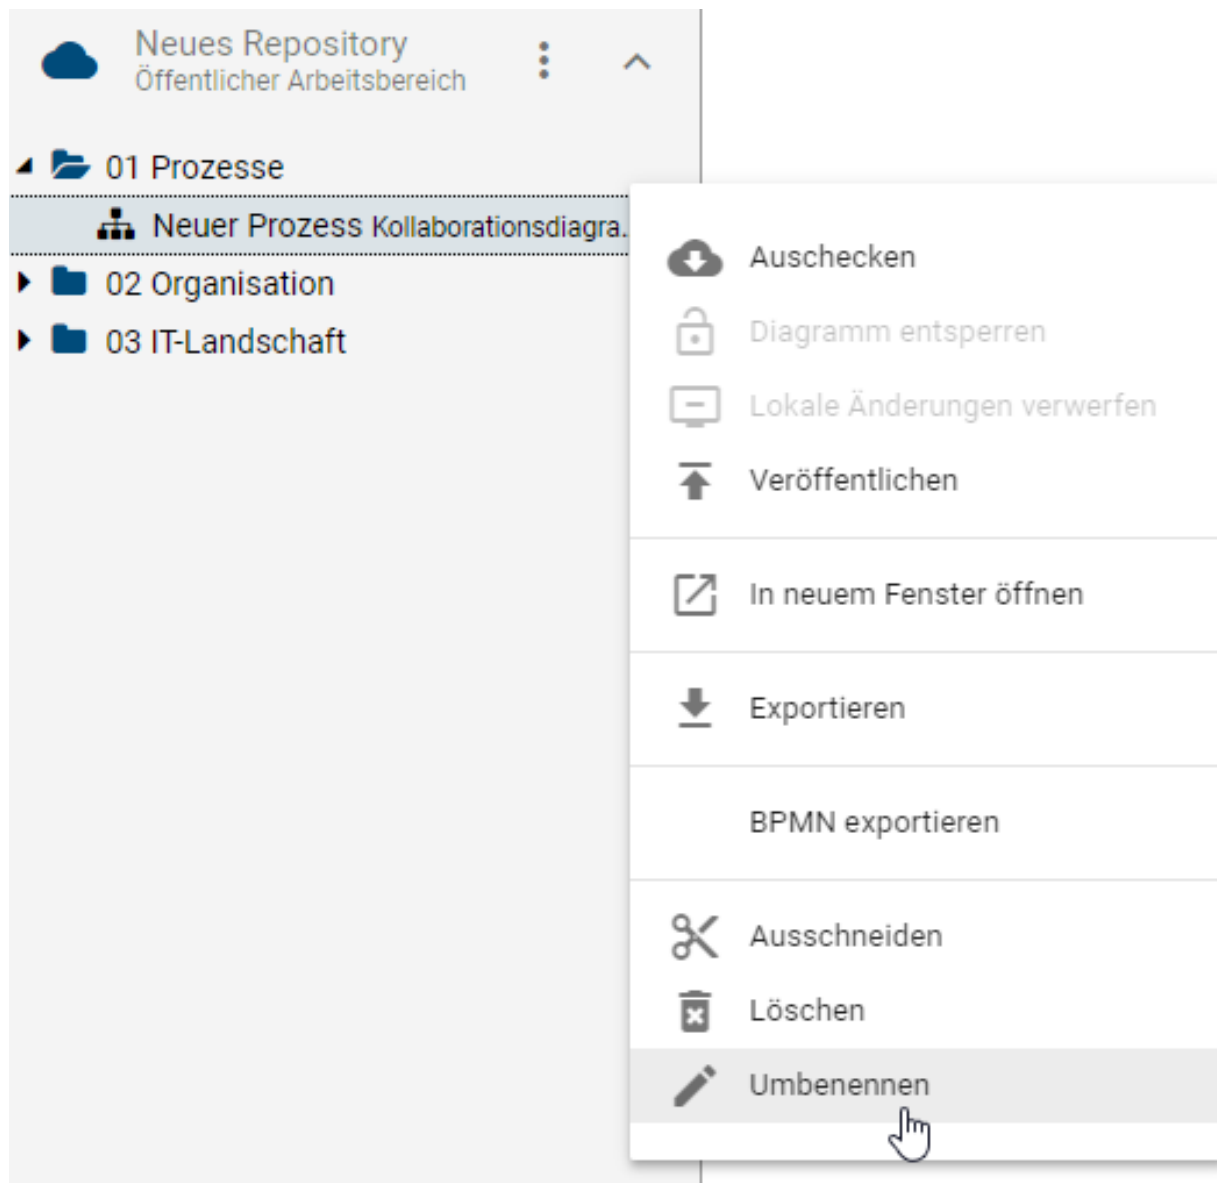 Neues Repository
Öffentlicher Arbeitsbereich
01 Prozesse
Neuer Prozess Kollaborationsdiagra..
02 Organisation
03 IT-Landschaft
Auschecken
Diagramm entsperren
Lokale Änderungen verwerfen
Veröffentlichen
In neuem Fenster öffnen
Exportieren
BPMN exportieren
Ausschneiden
Löschen
Umbenennen